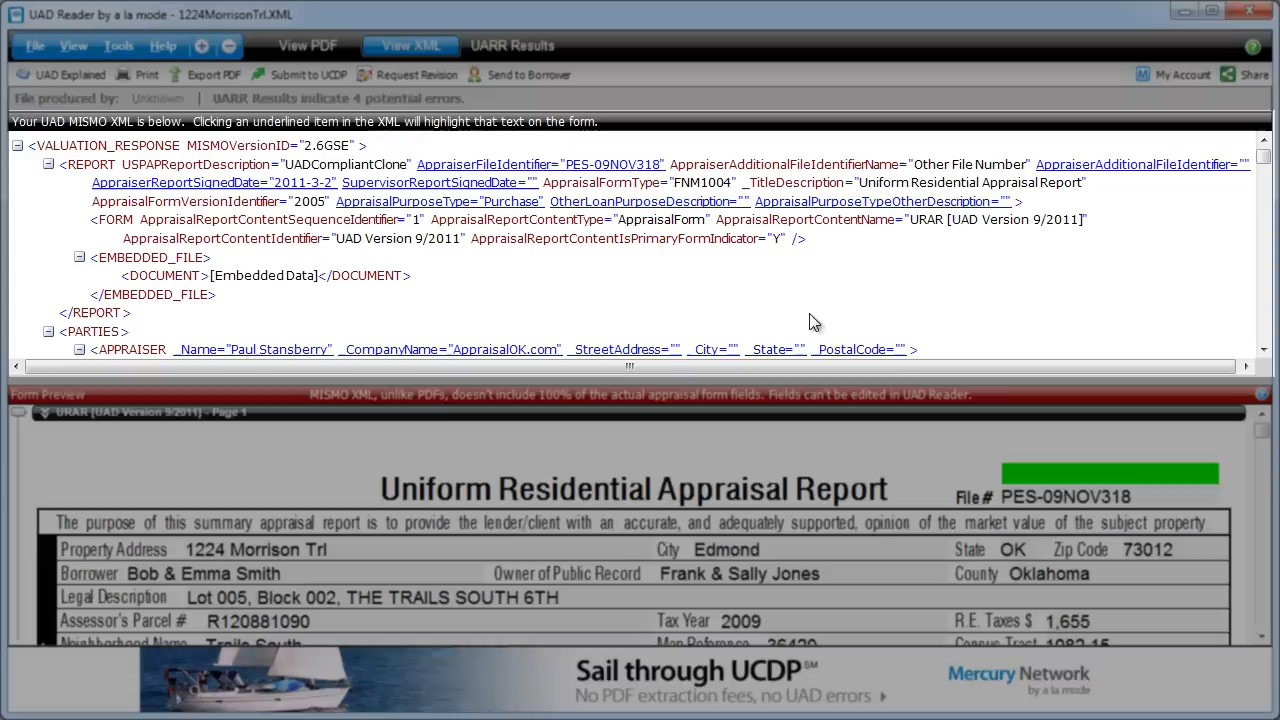 UAD Reader by a la mode - 1224MorrisonTrl.XML
File View Tools Help View PDF View XML UARR Results
UAD Explained Print Export PDF Submit to UCDP Request Revision Send to Borrower My Account Share
File produced by: Unknown | UARR Results indicate 4 potential errors.
Your UAD MISMO XML is below. Clicking an underlined item in the XML will highlight that text on the form.
<VALUATION_RESPONSE MISMOVersionID="2.6GSE" >
<REPORT USPAPReportDescription="UADCompliantClone" AppraiserFileIdentifier="PES-09NOV318" AppraiserAdditionalFileIdentifierName="Other File Number" AppraiserAdditionalFileIdentifier=""
AppraiserReportSignedDate="2011-3-2" SupervisorReportSignedDate="" AppraisalFormType="FNM1004" _TitleDescription="Uniform Residential Appraisal Report"
AppraisalFormVersionIdentifier="2005" AppraisalPurposeType="Purchase" OtherLoanPurposeDescription="" AppraisalPurposeTypeOtherDescription="" >
<FORM AppraisalReportContentSequenceIdentifier="1" AppraisalReportContentType="AppraisalForm" AppraisalReportContentName="URAR [UAD Version 9/2011]"
AppraisalReportContentIdentifier="UAD Version 9/2011" AppraisalReportContentIsPrimaryFormIndicator="Y" />
<EMBEDDED_FILE>
<DOCUMENT>[Embedded Data]</DOCUMENT>
</EMBEDDED_FILE>
</REPORT>
<PARTIES>
<APPRAISER _Name="Paul Stansberry" _CompanyName="AppraisalOK.com" _StreetAddress="" _City="" _State="" _PostalCode="" >
Form Preview MISMO XML, unlike PDFs, doesn't include 100% of the actual appraisal form fields. Fields can't be edited in UAD Reader.
URAR [UAD Version 9/2011] - Page 1
Uniform Residential Appraisal Report File # PES-09NOV318
The purpose of this summary appraisal report is to provide the lender/client with an accurate, and adequately supported, opinion of the market value of the subject property.
Property Address 1224 Morrison Trl City Edmond State OK Zip Code 73012
Borrower Bob & Emma Smith Owner of Public Record Frank & Sally Jones County Oklahoma
Legal Description Lot 005, Block 002, THE TRAILS SOUTH 6TH
Assessor's Parcel # R120881090 Tax Year 2009 R.E. Taxes $ 1,655
Neighborhood Name Trails South Map Reference 36420 Census Tract 1082.15
Sail through UCDP℠ Mercury Network
No PDF extraction fees, no UAD errors by a la mode